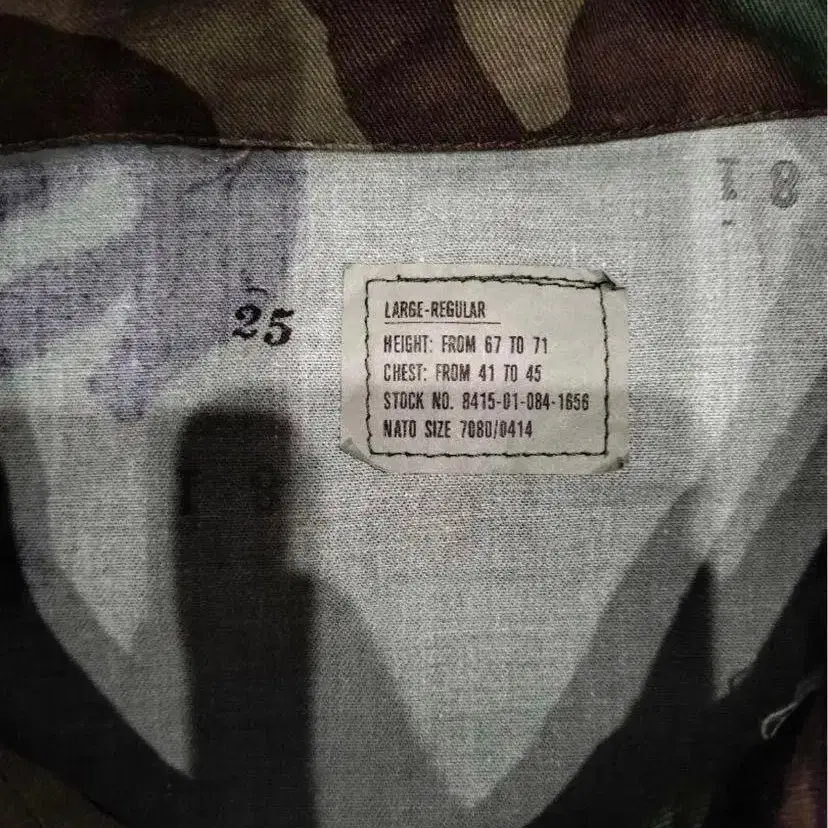 18
25
LARGE-REGULAR
HEIGHT: FROM 67 TO 71
CHEST: FROM 41 TO 45
STOCK NO. 8415-01-084-1656
NATO SIZE 7080/0414